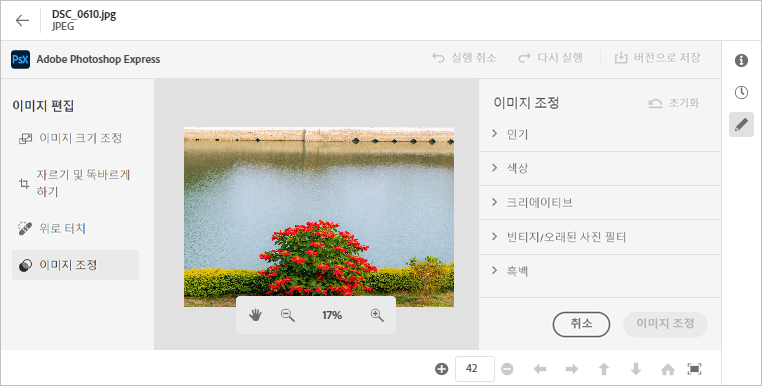 DSC_0610.jpg
JPEG
PsX
Adobe Photoshop Express
실행 취소
다시 실행
버전으로 저장
이미지 편집
이미지 크기 조정
자르기 및 똑바르게
하기
위로 터치
이미지 조정
17%
이미지 조정
초기화
인기
색상
크리에이티브
빈티지/오래된 사진 필터
흑백
취소
이미지 조정
42